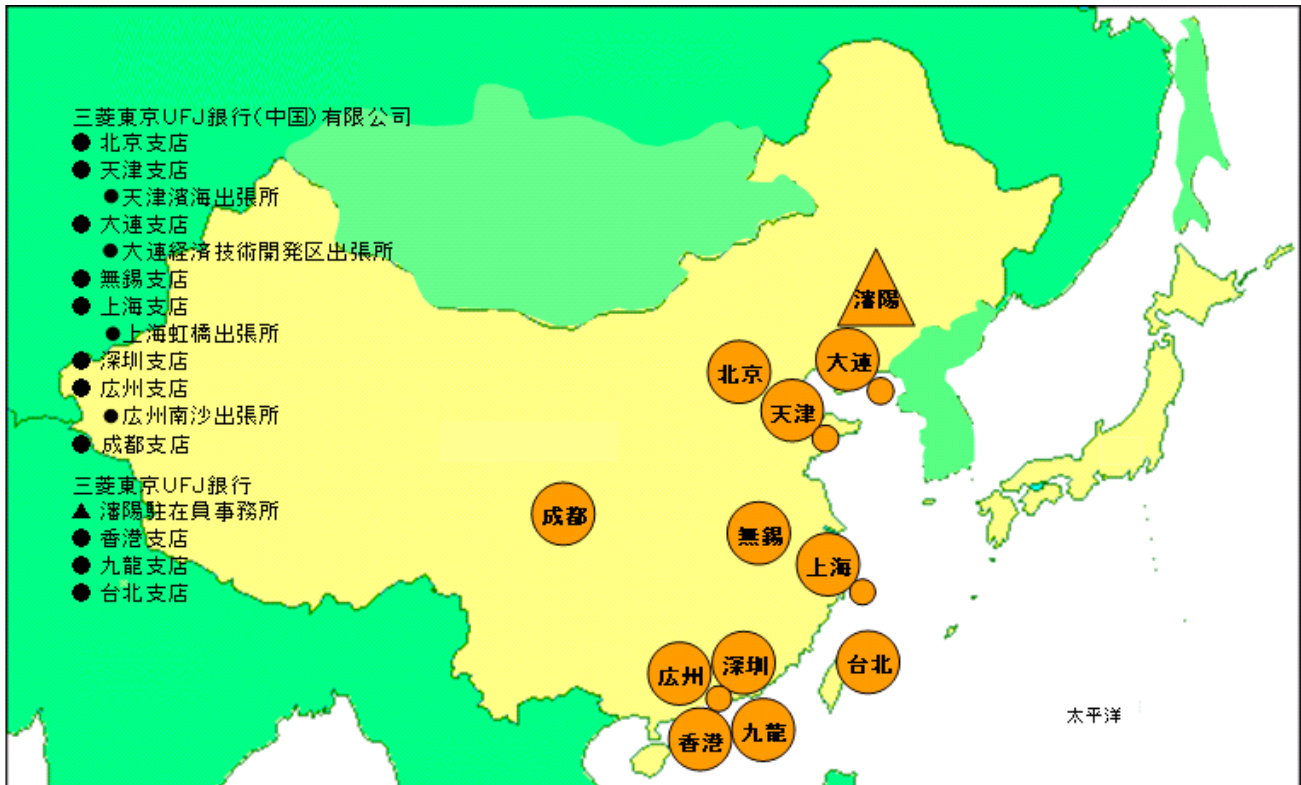 三菱東京UFJ銀行(中国)有限公司
● 北京支店
● 天津支店
●天津濱海出張所
● 大連支店
●大連経済技術開発区出張所
● 無錫支店
● 上海支店
●上海虹橋出張所
● 深圳支店
● 広州支店
●広州南沙出張所
● 成都支店
三菱東京UFJ銀行
▲ 瀋陽駐在員事務所
● 香港支店
● 九龍支店
● 台北支店
瀋陽
大連
北京
天津
成都
無錫
上海
広州
深圳
台北
香港
九龍
太平洋